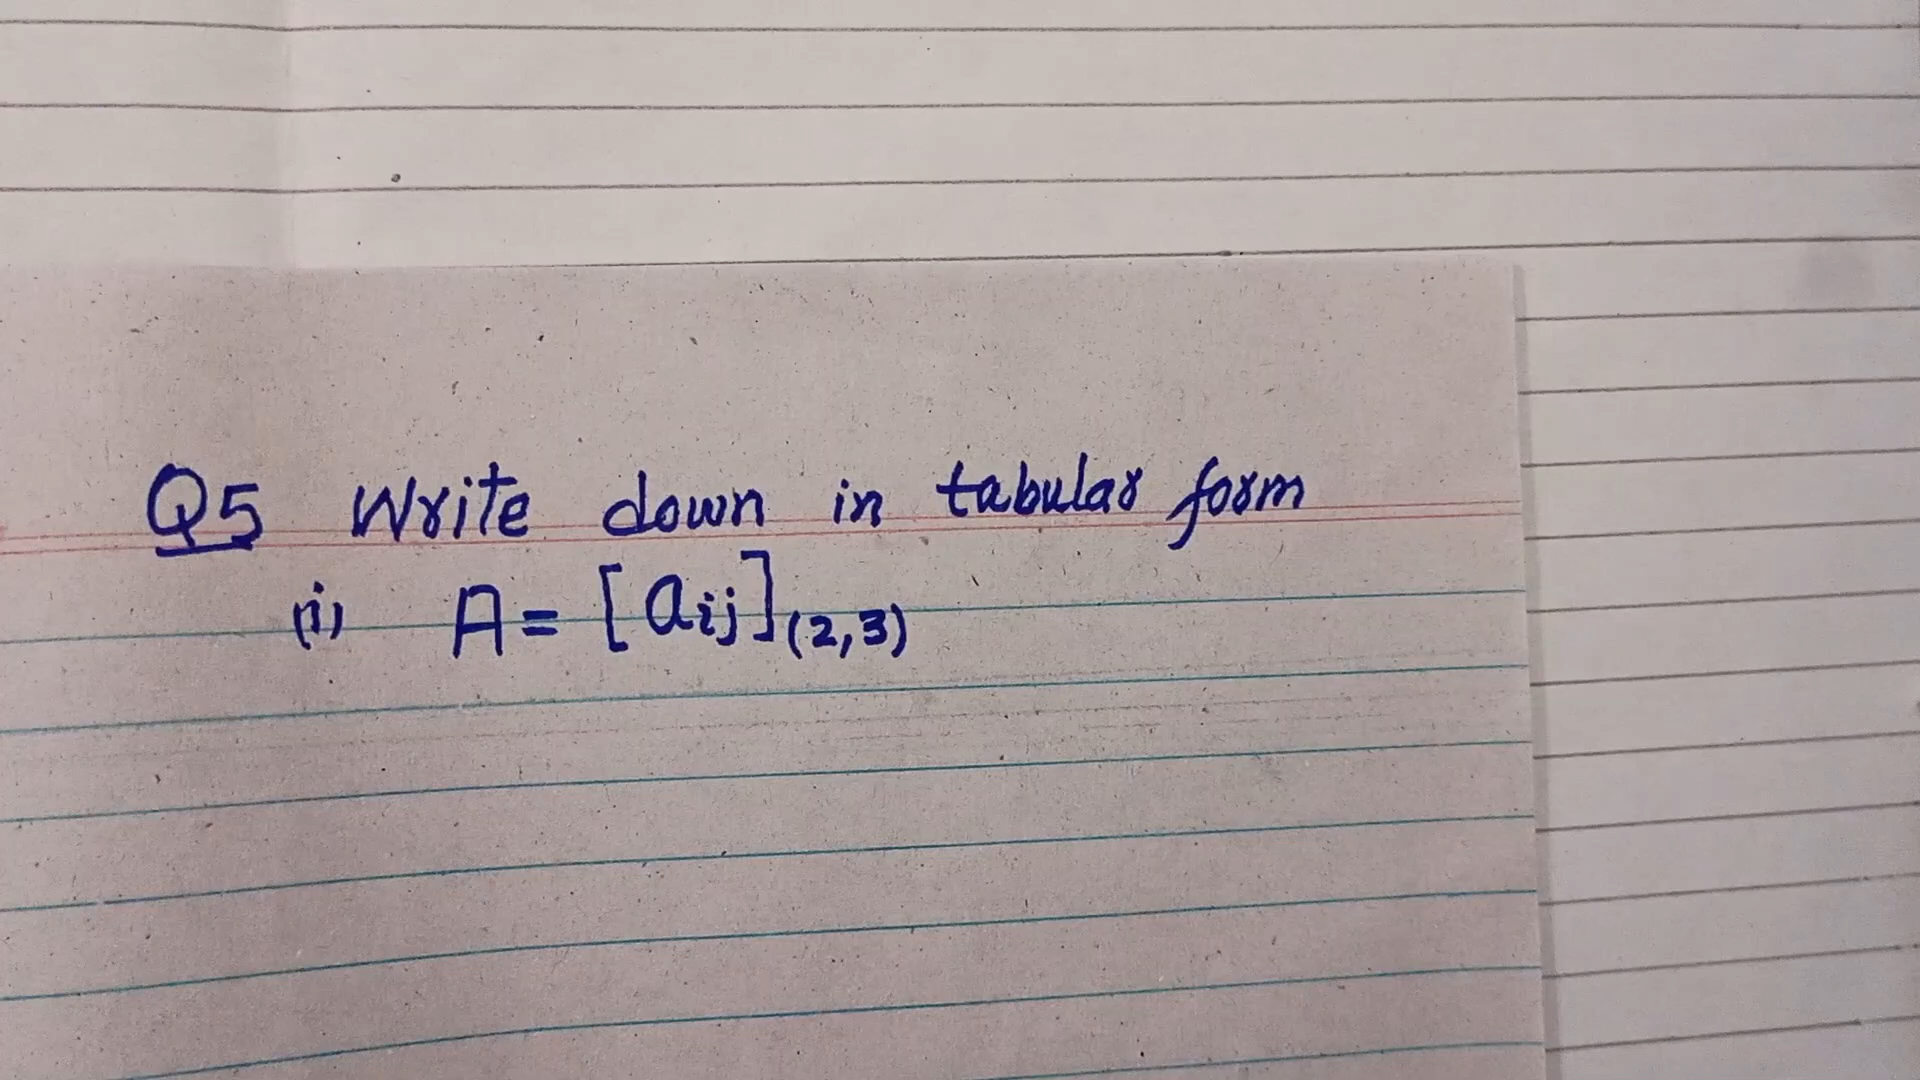 Q5 Write down in tabular form
(i) A = [aij](2,3)